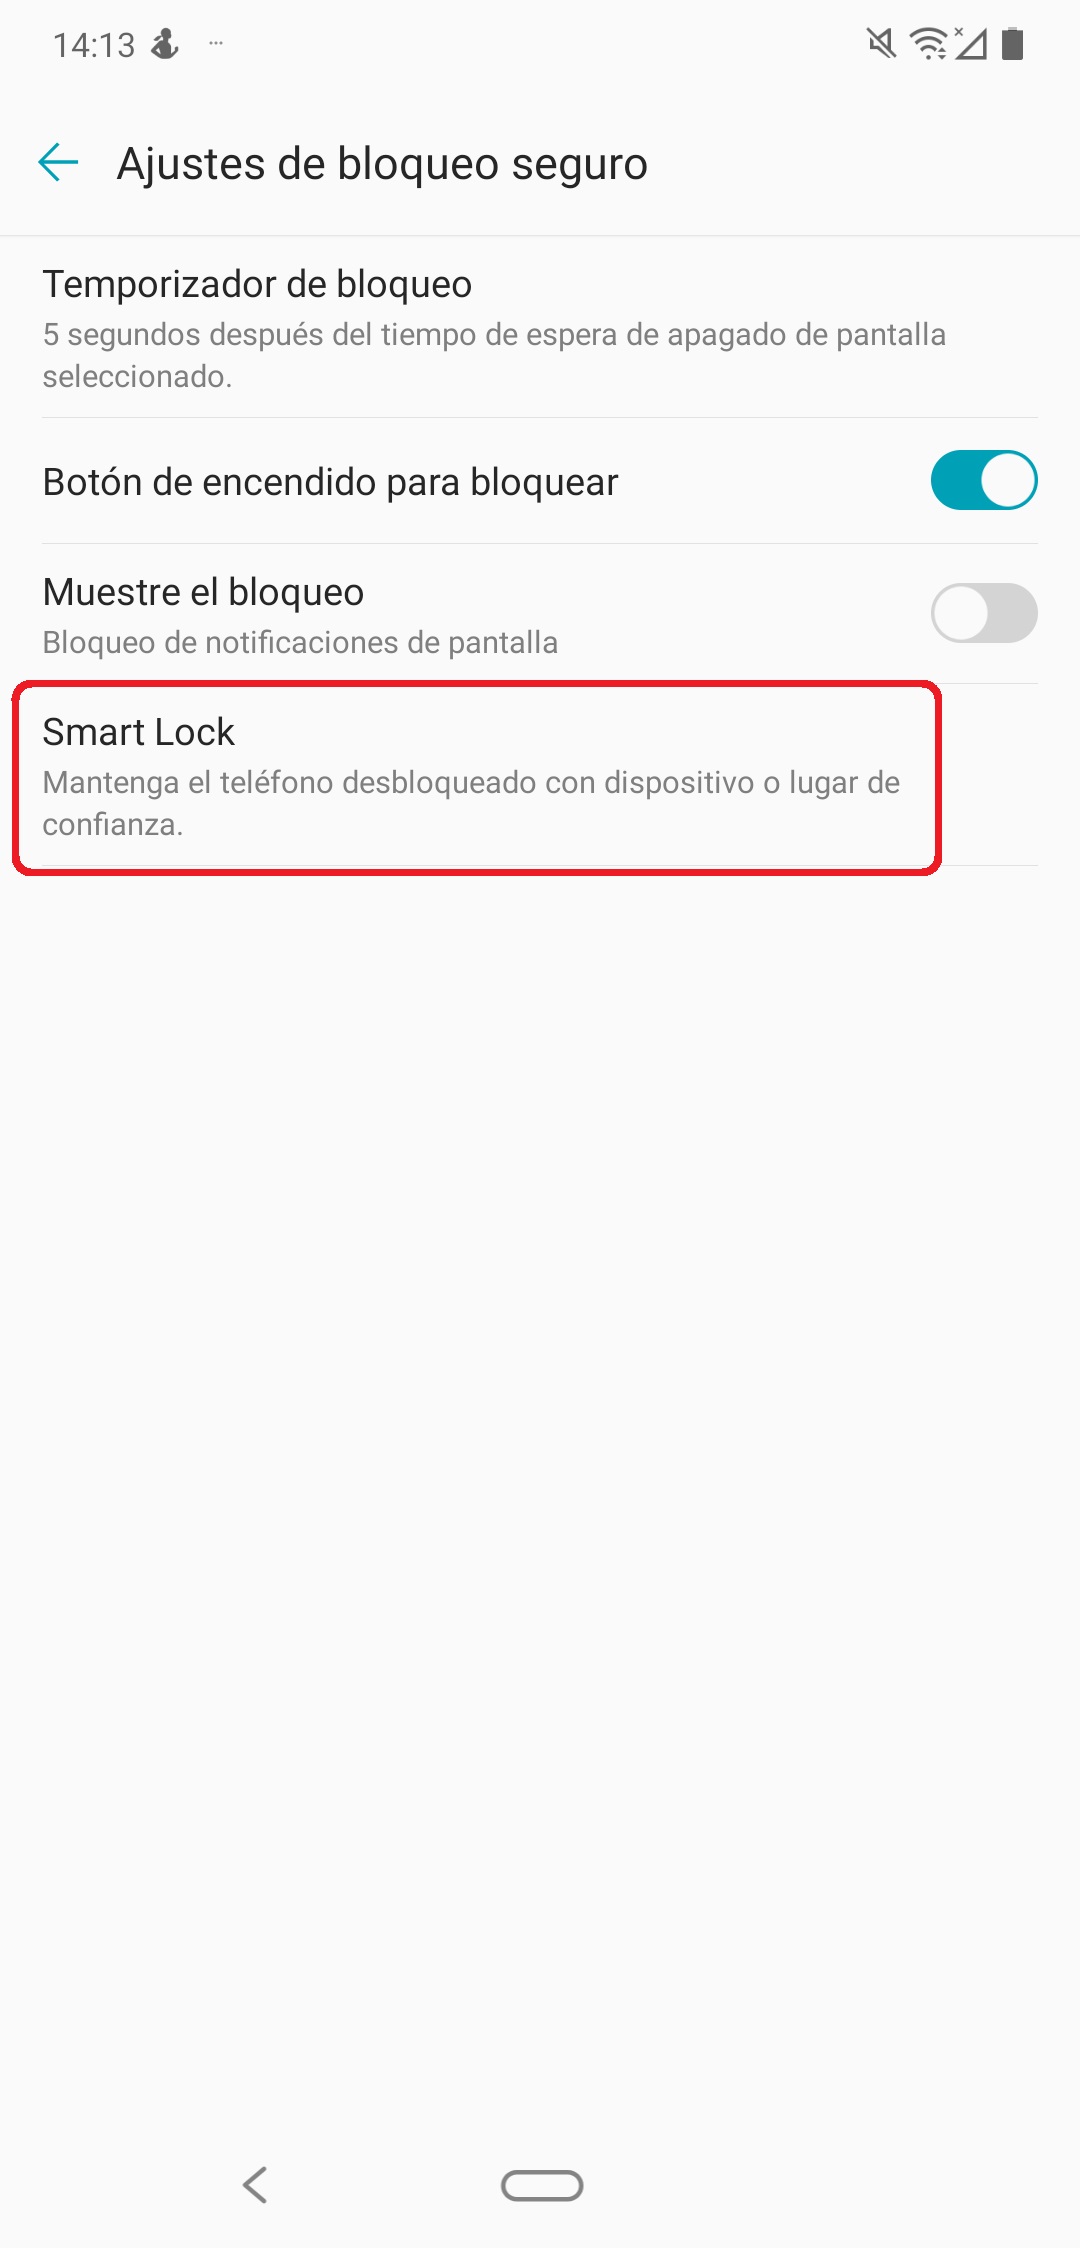 14:13
Ajustes de bloqueo seguro
Temporizador de bloqueo
5 segundos después del tiempo de espera de apagado de pantalla
seleccionado.
Botón de encendido para bloquear
Muestre el bloqueo
Bloqueo de notificaciones de pantalla
Smart Lock
Mantenga el teléfono desbloqueado con dispositivo o lugar de
confianza.